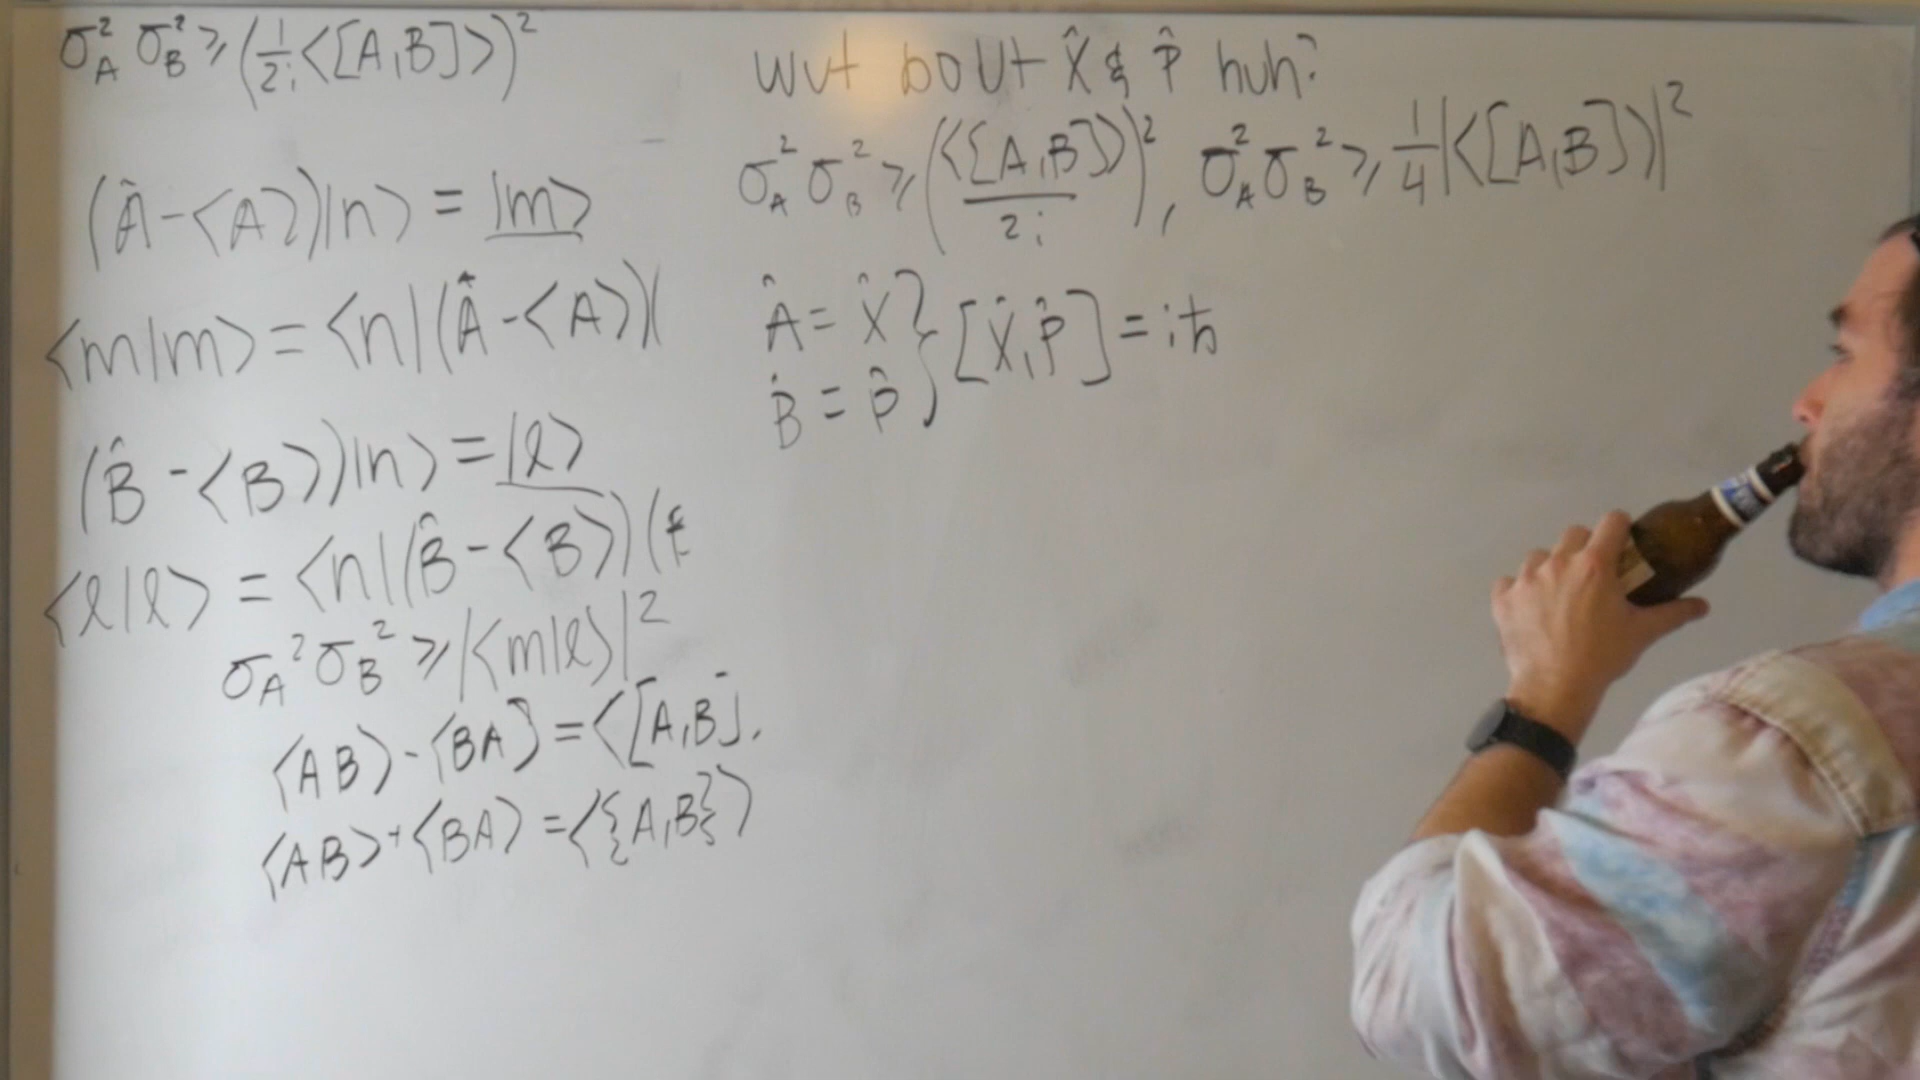 σ_A² σ_B² ⩾ (1/2i <[A,B]>)²
(Â - <A>)|n> = |m>
<m|m> = <n|(Â - <A>)(
(B̂ - <B>)|n> = |ℓ>
<ℓ|ℓ> = <n|(B̂ - <B>)(
σ_A² σ_B² ⩾ |<m|ℓ>|²
<AB> - <BA> = <[A,B]
<AB> + <BA> = <{A,B}>
wut bout X̂ & P̂ huh?
σ_A² σ_B² ⩾ (<[A,B]>/2i)², σ_A² σ_B² ⩾ 1/4 |<[A,B]>|²
Â = X̂ } [X̂,P̂] = iħ
B̂ = P̂